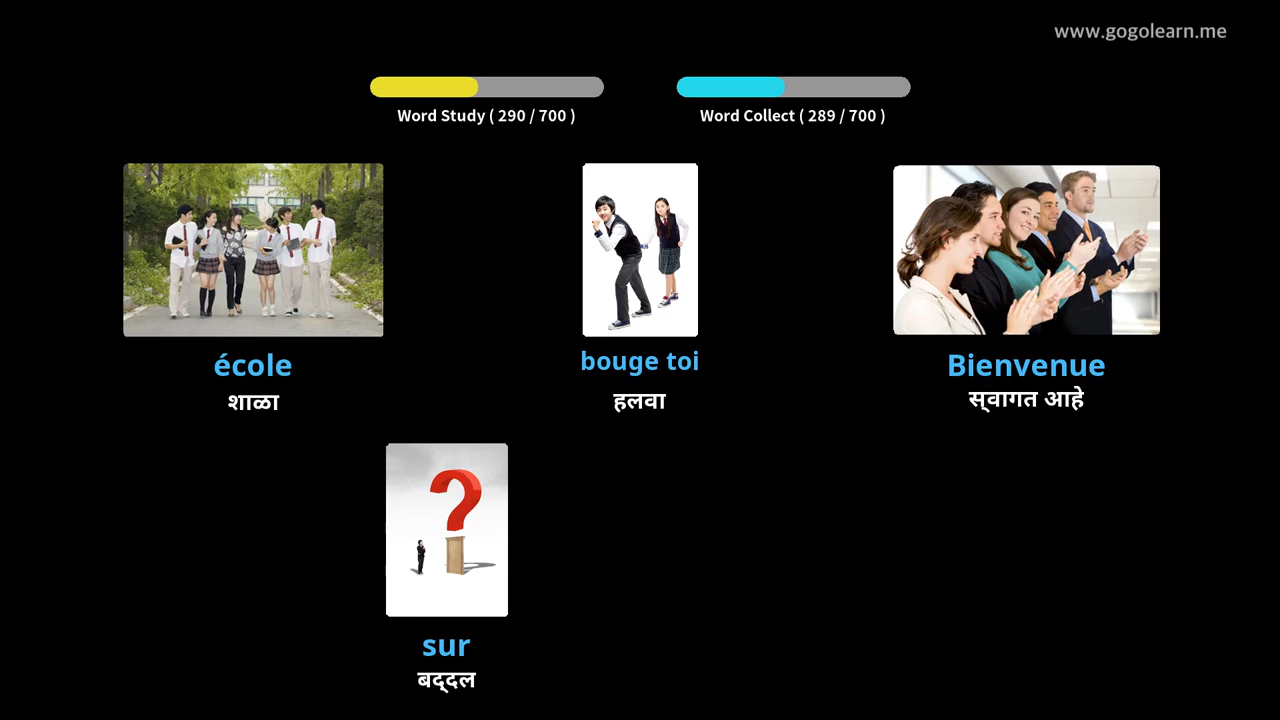 www.gogolearn.me
Word Study ( 290 / 700 )
Word Collect ( 289 / 700 )
école
शाळा
bouge toi
हलवा
Bienvenue
स्वागत आहे
sur
बद्दल